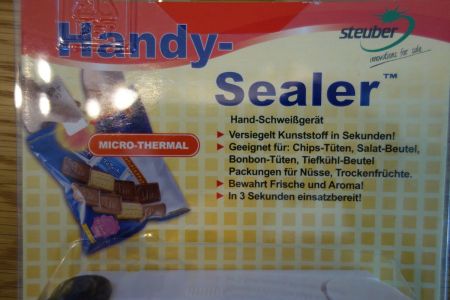 Handy-
Sealer™
steuber
innovations for sale
Hand-Schweißgerät
Versiegelt Kunststoff in Sekunden!
Geeignet für: Chips-Tüten, Salat-Beutel,
Bonbon-Tüten, Tiefkühl-Beutel
Packungen für Nüsse, Trockenfrüchte.
Bewahrt Frische und Aroma!
In 3 Sekunden einsatzbereit!
MICRO-THERMAL